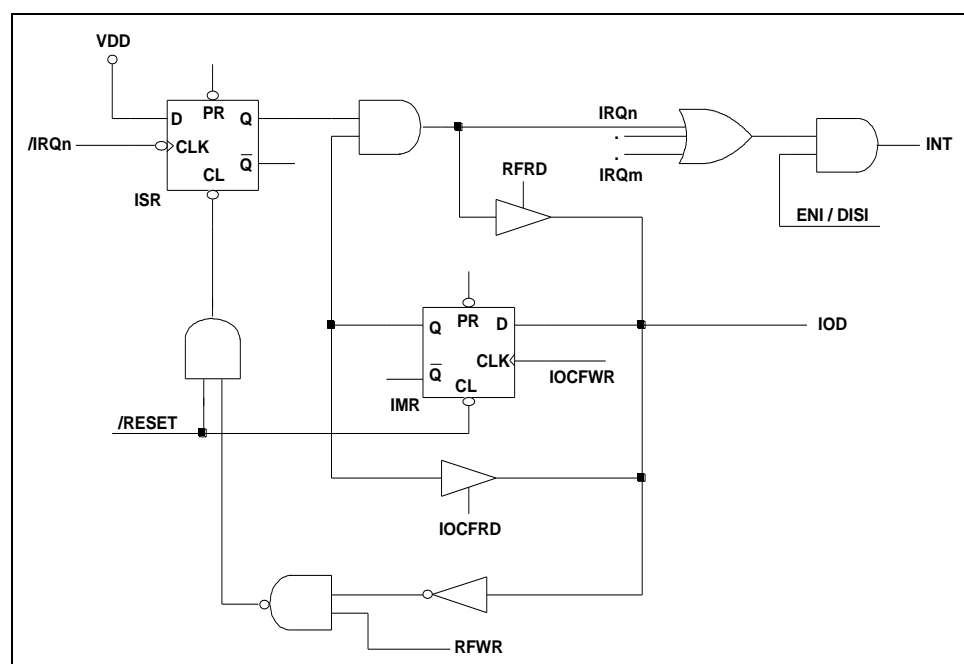 VDD
PR
D
Q
/IRQn
CLK
Q
CL
ISR
IRQn
.
.
IRQm
INT
RFRD
ENI / DISI
Q
PR
D
IOD
CLK
Q
CL
IOCFWR
IMR
/RESET
IOCFRD
RFWR